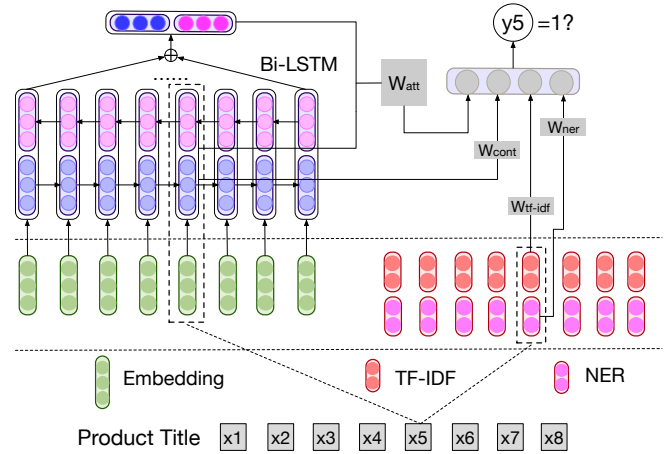 y5 =1?
Bi-LSTM
......
Watt
Wner
Wcont
Wtf-idf
Embedding
TF-IDF
NER
Product Title x1 x2 x3 x4 x5 x6 x7 x8